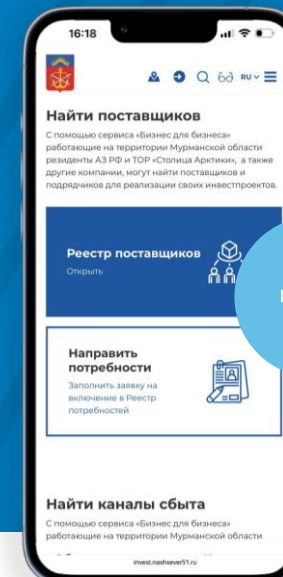 16:18
RU
Найти поставщиков
С помощью сервиса «Бизнес для бизнеса»
работающие на территории Мурманской области
резиденты АЗ РФ и ТОР «Столица Арктики», а также
другие компании, могут найти поставщиков и
подрядчиков для реализации своих инвестпроектов.
Реестр поставщиков
Открыть
Направить
потребности
Заполнить заявку на
включение в Реестр
потребностей
Найти каналы сбыта
С помощью сервиса «Бизнес для бизнеса»
работающие на территории Мурманской области
invest.nashsever51.ru